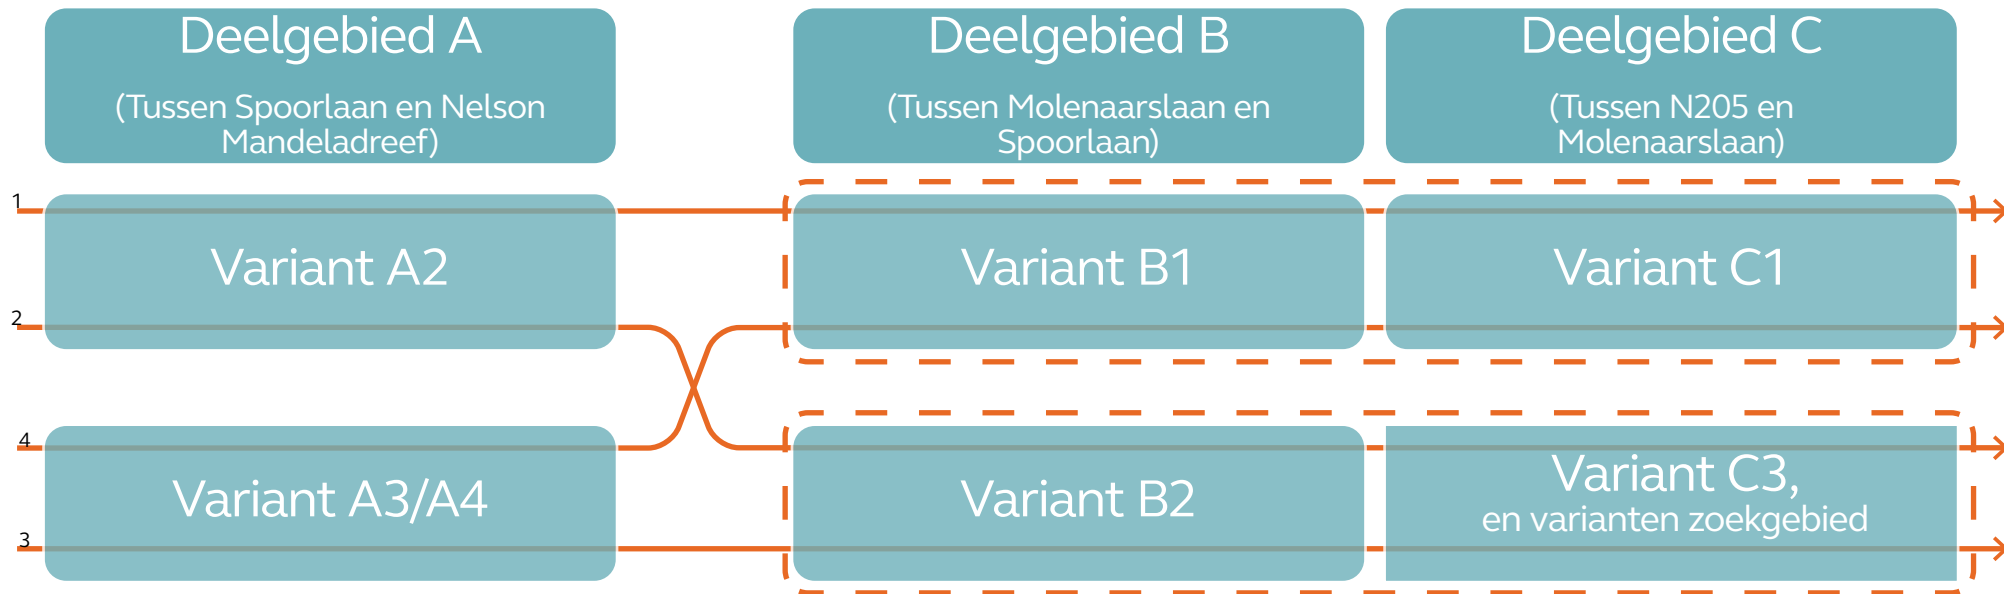 Deelgebied A
(Tussen Spoorlaan en Nelson
Mandeladreef)
Deelgebied B
(Tussen Molenaarslaan en
Spoorlaan)
Deelgebied C
(Tussen N205 en
Molenaarslaan)
1
Variant A2
Variant B1
Variant C1
2
4
Variant A3/A4
Variant B2
Variant C3,
en varianten zoekgebied
3